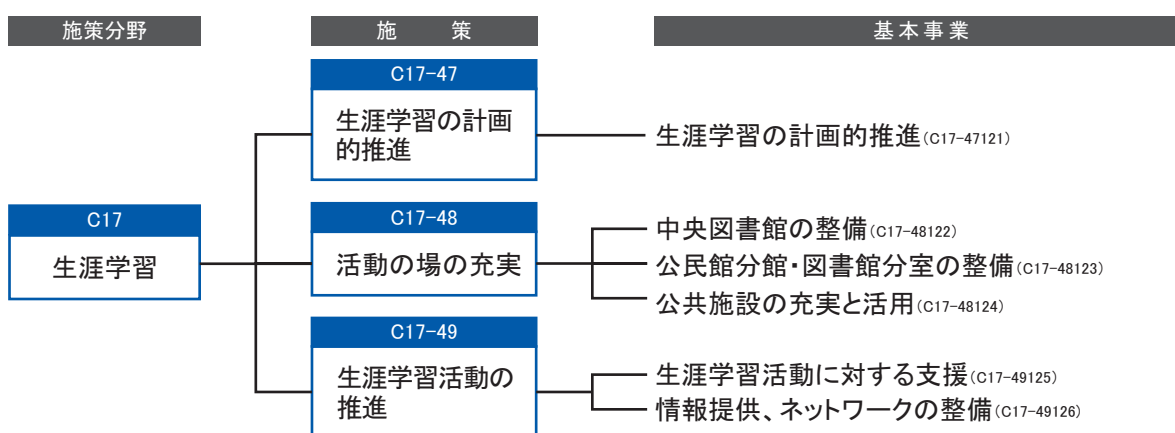 施策分野
施策
基本事業
C17-47
生涯学習の計画
的推進
生涯学習の計画的推進(C17-47121)
C17
生涯学習
C17-48
活動の場の充実
中央図書館の整備(C17-48122)
公民館分館・図書館分室の整備(C17-48123)
公共施設の充実と活用(C17-48124)
C17-49
生涯学習活動の
推進
生涯学習活動に対する支援(C17-49125)
情報提供、ネットワークの整備(C17-49126)